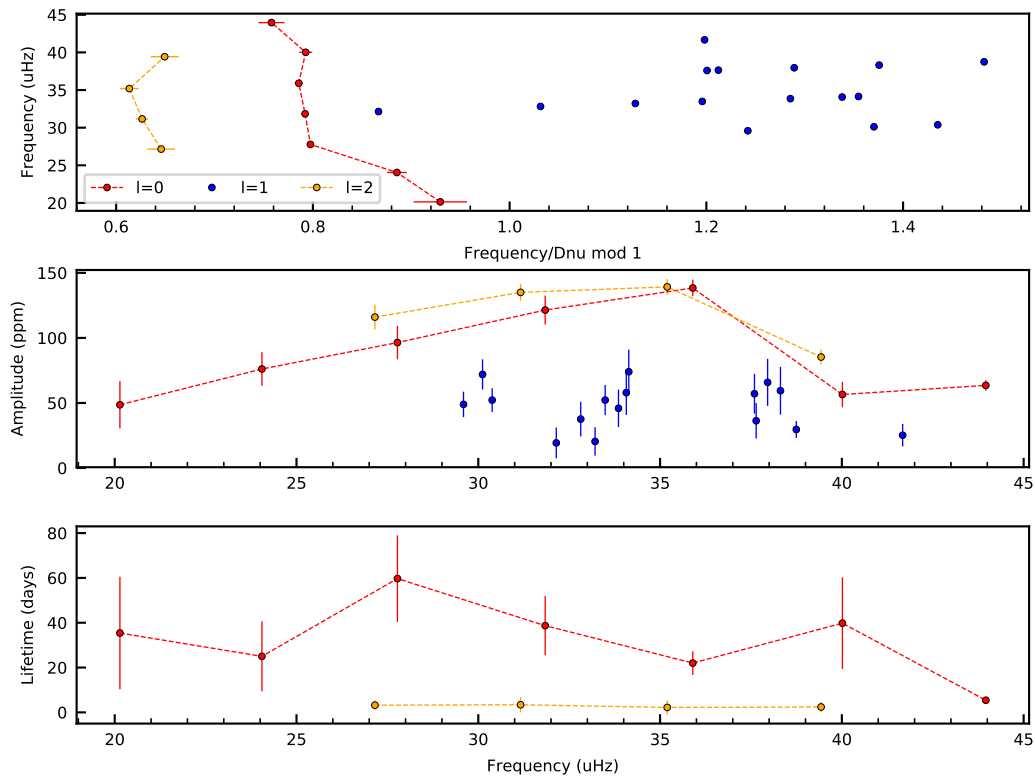 45
40
35
30
25
20
Frequency (uHz)
l=0 l=1 l=2
0.6 0.8 1.0 1.2 1.4
Frequency/Dnu mod 1
150
100
50
0
Amplitude (ppm)
20 25 30 35 40 45
80
60
40
20
0
Lifetime (days)
20 25 30 35 40 45
Frequency (uHz)